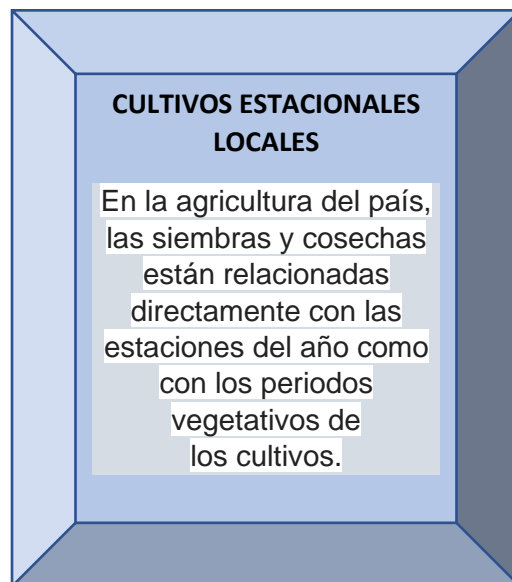 CULTIVOS ESTACIONALES
LOCALES
En la agricultura del país,
las siembras y cosechas
están relacionadas
directamente con las
estaciones del año como
con los periodos
vegetativos de
los cultivos.